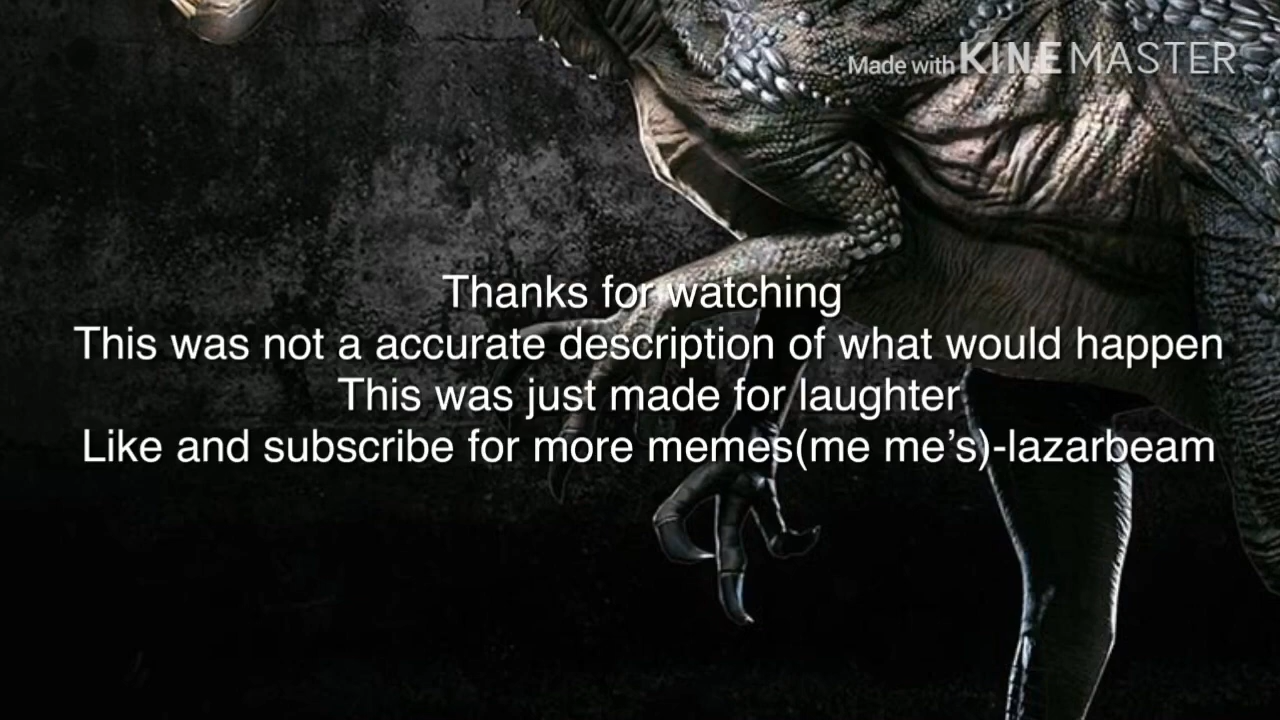 Made with KINEMASTER
Thanks for watching
This was not a accurate description of what would happen
This was just made for laughter
Like and subscribe for more memes(me me’s)-lazarbeam